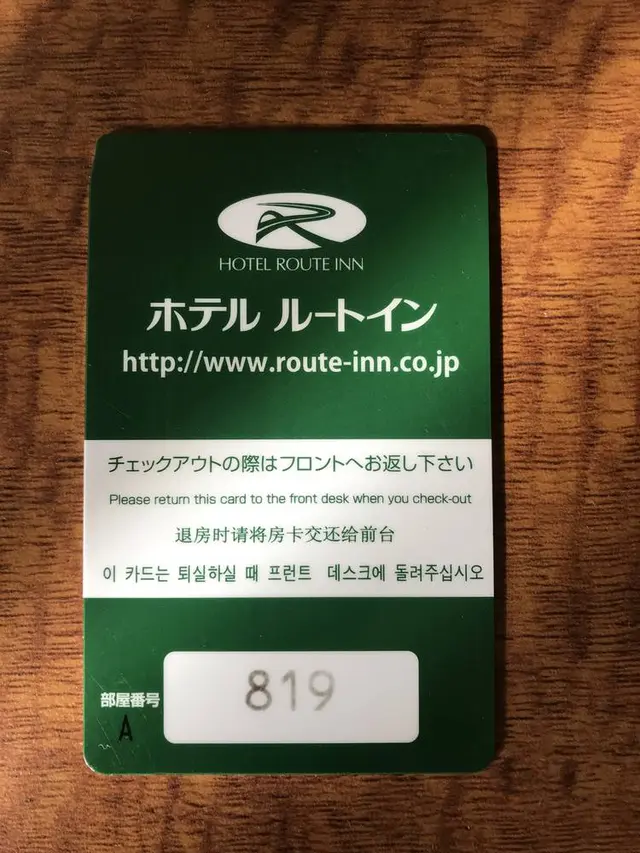 HOTEL ROUTE INN
ホテル ルートイン
http://www.route-inn.co.jp
チェックアウトの際はフロントへお返し下さい
Please return this card to the front desk when you check-out
退房时请将房卡交还给前台
이 카드는 퇴실하실 때 프런트 데스크에 돌려주십시오
部屋番号 819
A